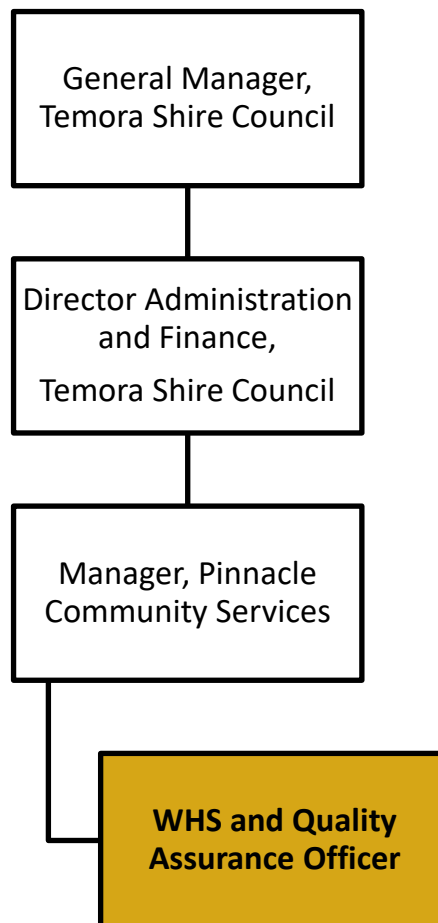 General Manager,
Temora Shire Council
Director Administration
and Finance,
Temora Shire Council
Manager, Pinnacle
Community Services
WHS and Quality
Assurance Officer